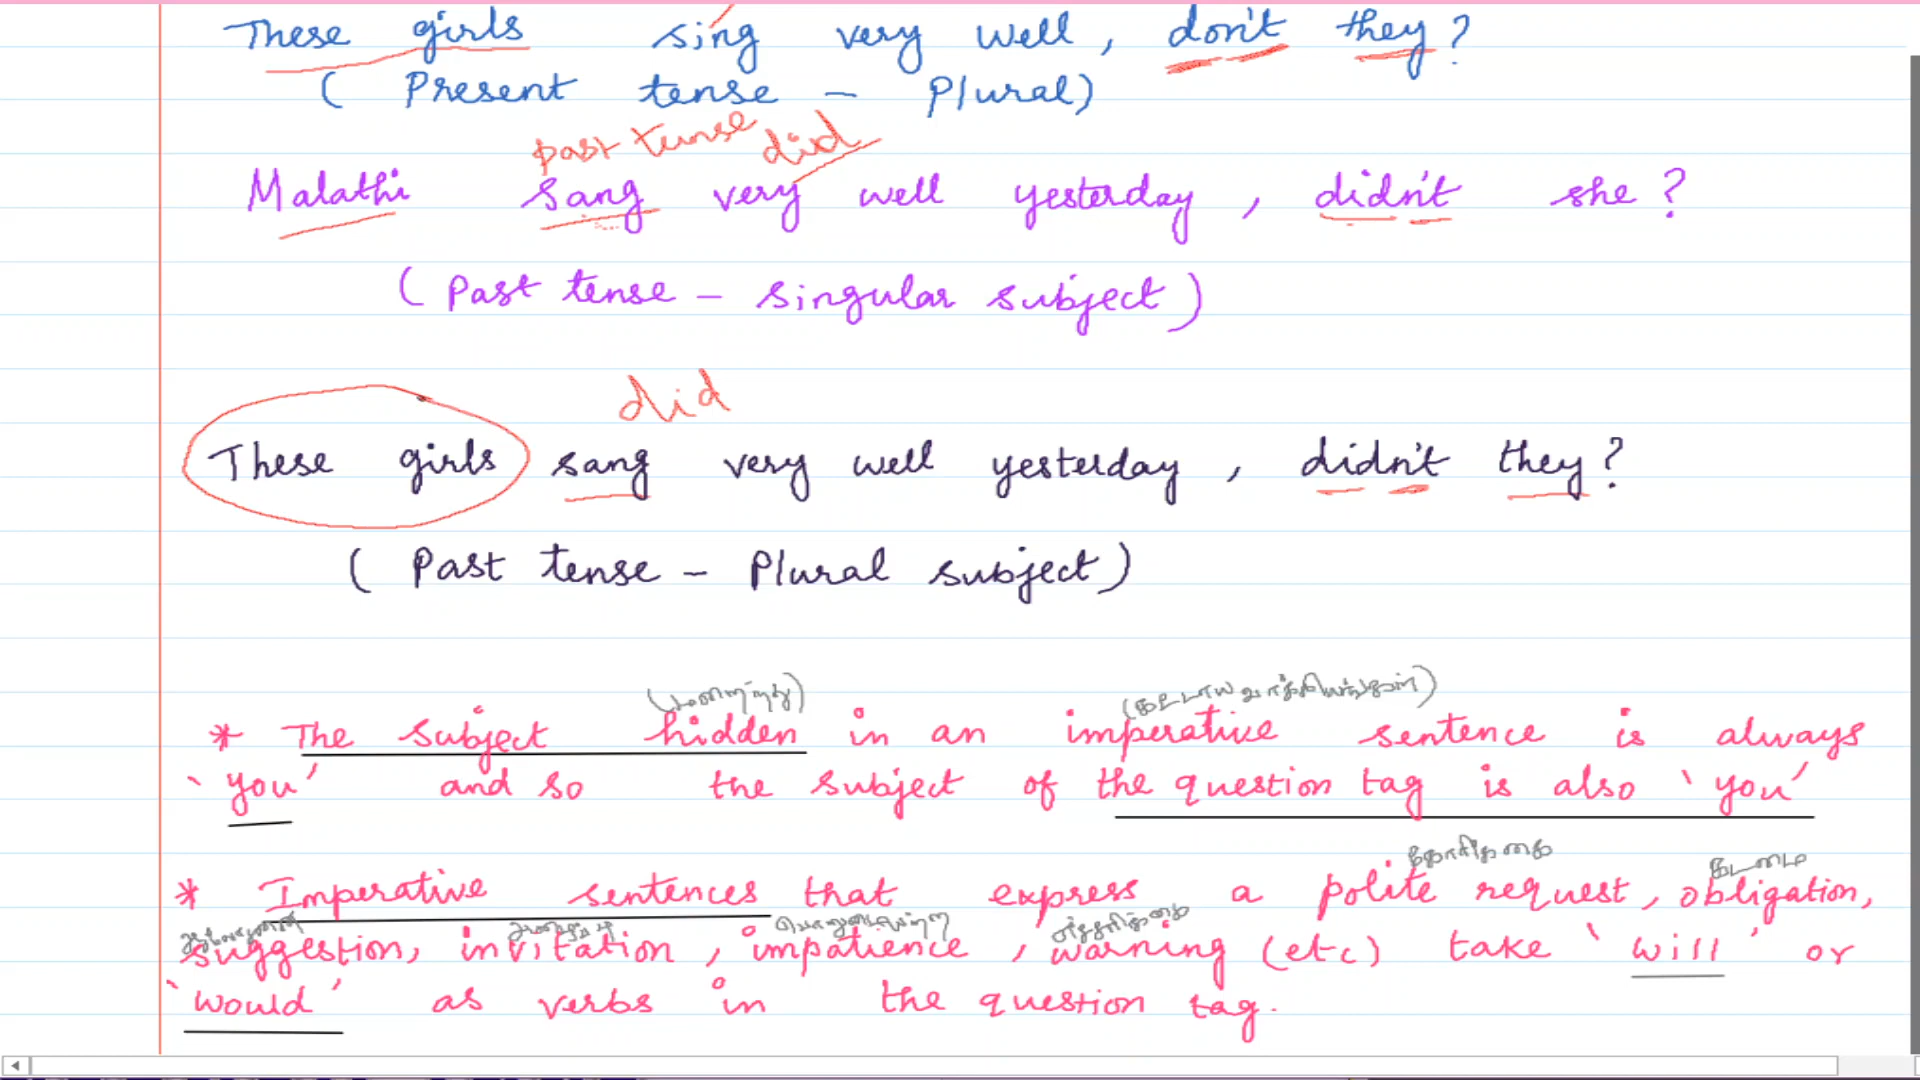 These girls sing very well, don't they?
( Present tense - Plural)
past tense did
Malathi sang very well yesterday, didn't she?
( Past tense - singular subject )
did
These girls sang very well yesterday, didn't they?
( Past tense - Plural subject )
* The subject hidden in an imperative sentence is always
'you' and so the subject of the question tag is also 'you'
கோரிக்கை
* Imperative sentences that express a polite request, obligation,
எச்சரிக்கை
suggestion, invitation, impatience, warning (etc) take 'will' or
'would' as verbs in the question tag.